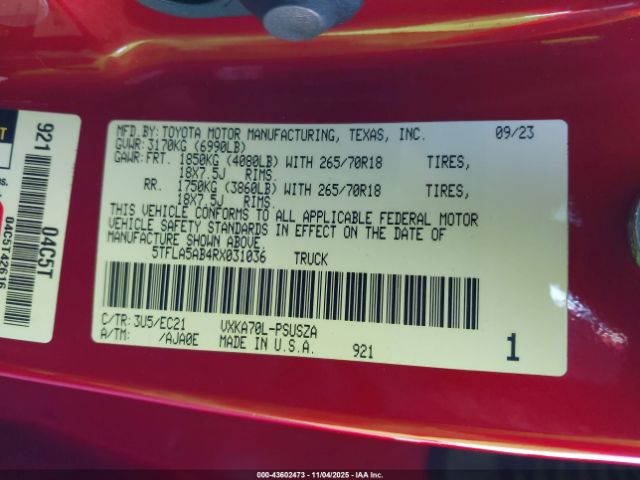 MFD. BY: TOYOTA MOTOR MANUFACTURING, TEXAS, INC. 09/23
GVWR: 3170KG (6990LB)
GAWR: FRT. 1850KG (4080LB) WITH 265/70R18 TIRES,
18X7.5J RIMS.
RR. 1750KG (3860LB) WITH 265/70R18 TIRES,
18X7.5J RIMS.
THIS VEHICLE CONFORMS TO ALL APPLICABLE FEDERAL MOTOR
VEHICLE SAFETY STANDARDS IN EFFECT ON THE DATE OF
MANUFACTURE SHOWN ABOVE.
5TFLA5AB4RX031036 TRUCK
C/TR: 3U5/EC21 VXKA70L-PSUSZA
A/TM: /AJA0E MADE IN U.S.A. 921 1
921
04C5T
04C5T42616
000-43602473 - 11/04/2025 - IAA Inc.